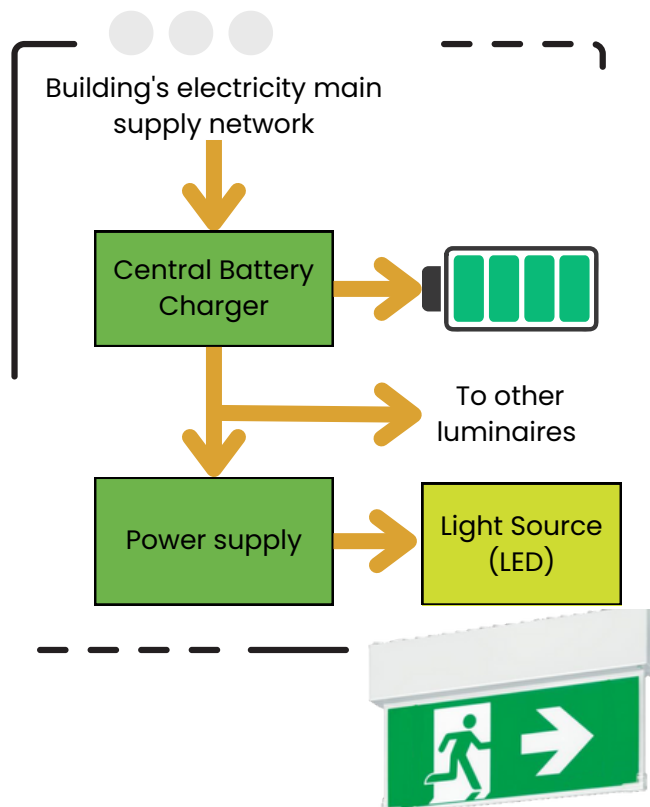 Building's electricity main
supply network
Central Battery
Charger
To other
luminaires
Power supply
Light Source
(LED)